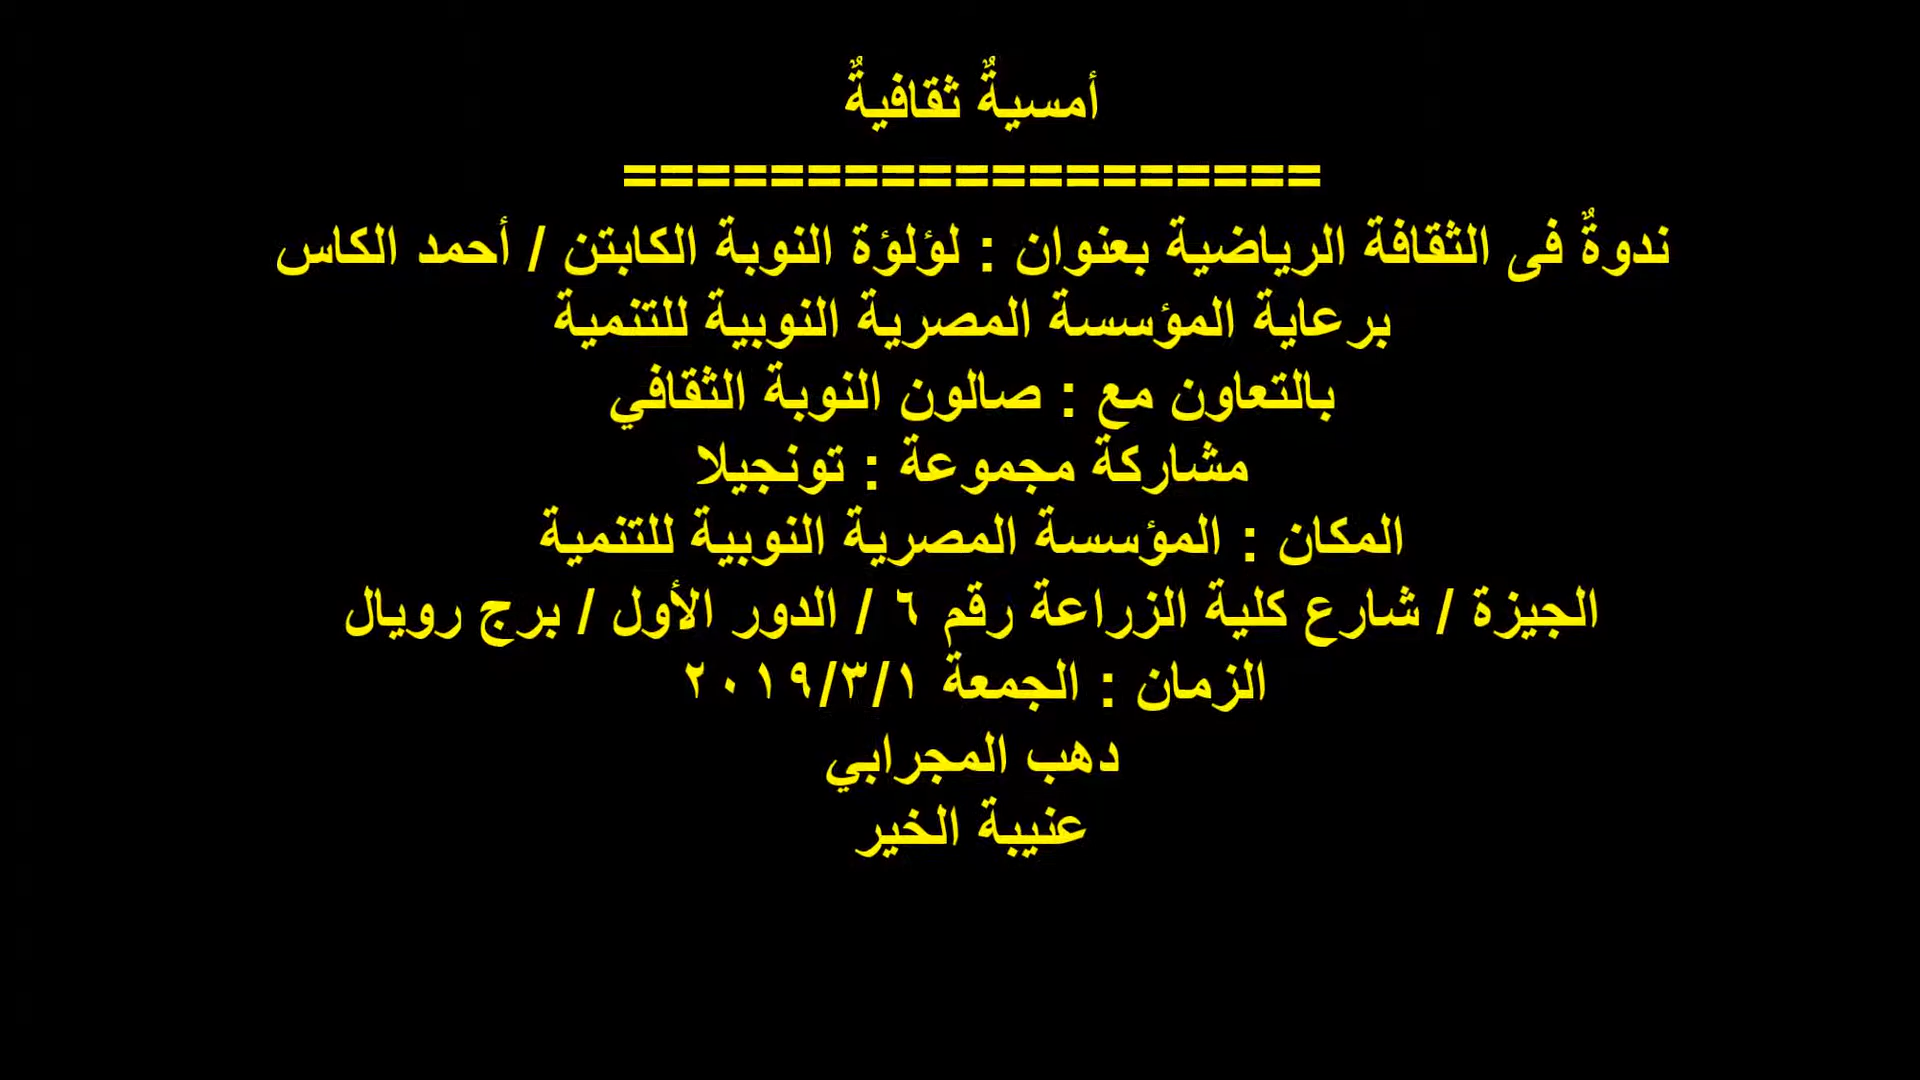 أمسيةٌ ثقافيةٌ
===================
ندوةٌ فى الثقافة الرياضية بعنوان : لؤلؤة النوبة الكابتن / أحمد الكاس
برعاية المؤسسة المصرية النوبية للتنمية
بالتعاون مع : صالون النوبة الثقافي
مشاركة مجموعة : تونجيلا
المكان : المؤسسة المصرية النوبية للتنمية
الجيزة / شارع كلية الزراعة رقم ٦ / الدور الأول / برج رويال
الزمان : الجمعة ٢٠١٩/٣/١
دهب المجرابي
عنيبة الخير